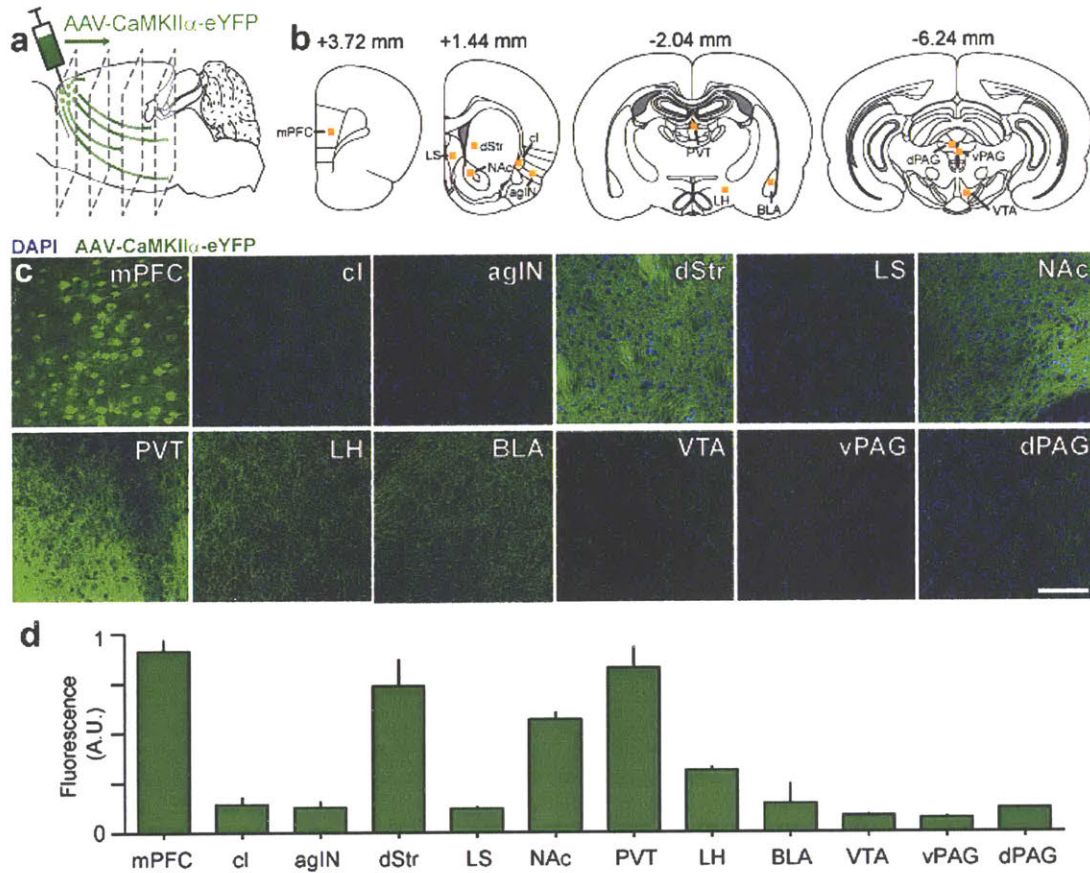 a AAV-CaMKIIα-eYFP
b +3.72 mm +1.44 mm -2.04 mm -6.24 mm
mPFC LS dStr cl NAc agIN PVT LH BLA dPAG vPAG VTA
DAPI AAV-CaMKIIα-eYFP
c mPFC cl agIN dStr LS NAc
PVT LH BLA VTA vPAG dPAG
d
1
Fluorescence
(A.U.)
0
mPFC cl agIN dStr LS NAc PVT LH BLA VTA vPAG dPAG